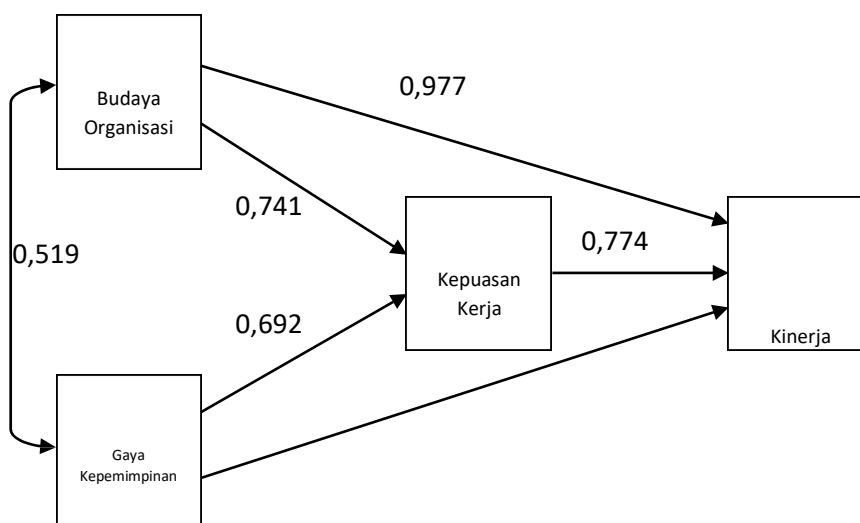 Budaya
Organisasi
0,977
0,741
0,519
Kepuasan
Kerja
0,774
0,692
Kinerja
Gaya
Kepemimpinan